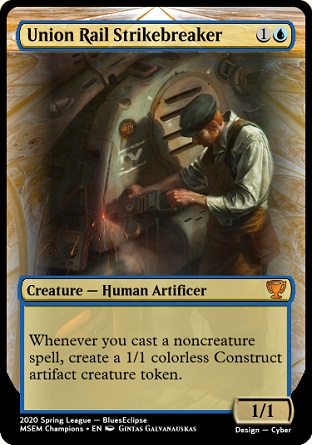 Union Rail Strikebreaker 1
Creature — Human Artificer
Whenever you cast a noncreature
spell, create a 1/1 colorless Construct
artifact creature token.
1/1
2020 Spring League — BluesEclipse
MSEM Champions • EN Gintas Galvanauskas
Design — Cyber